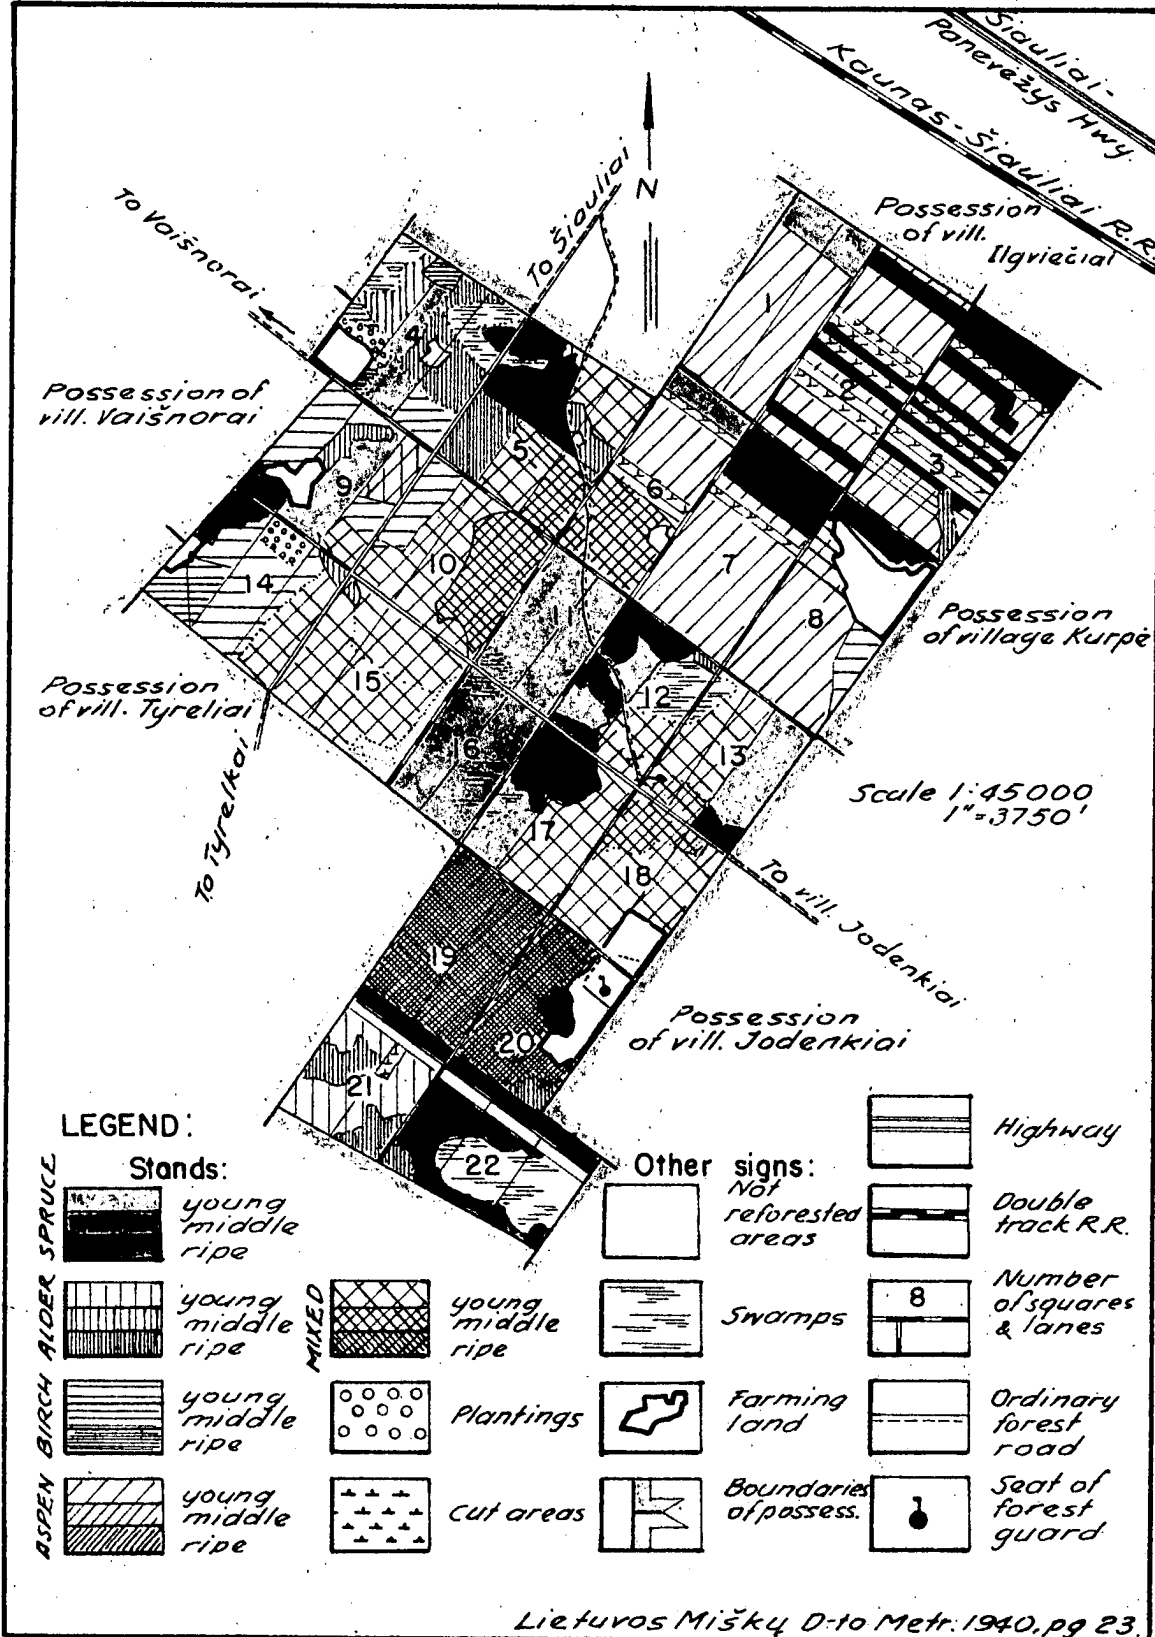 Šiauliai-
Panevėžys Hwy.
Kaunas-Šiauliai R.R.
To Vaišnorai
To Šiauliai
N
Possession
of vill.
Ilgviečiai
Possession of
vill. Vaišnorai
1
2
3
4
5
6
7
8
9
10
11
12
13
14
15
16
17
18
19
20
21
22
Possession
of village Kurpė
Possession
of vill. Tyreliai
To Tyrelkai
Scale 1:45000
1"=3750'
To vill. Jodenkiai
Possession
of vill. Jodenkiai
LEGEND:
Stands:
SPRUCE
young
middle
ripe
ALDER
young
middle
ripe
BIRCH
young
middle
ripe
ASPEN
young
middle
ripe
MIXED
young
middle
ripe
Plantings
Cut areas
Other signs:
Not
reforested
areas
Swamps
Farming
land
Boundaries
of possess.
Highway
Double
track R.R.
8
Number
of squares
& lanes
Ordinary
forest
road
Seat of
forest
guard
Lietuvos Miškų D-to Metr. 1940, pg 23.